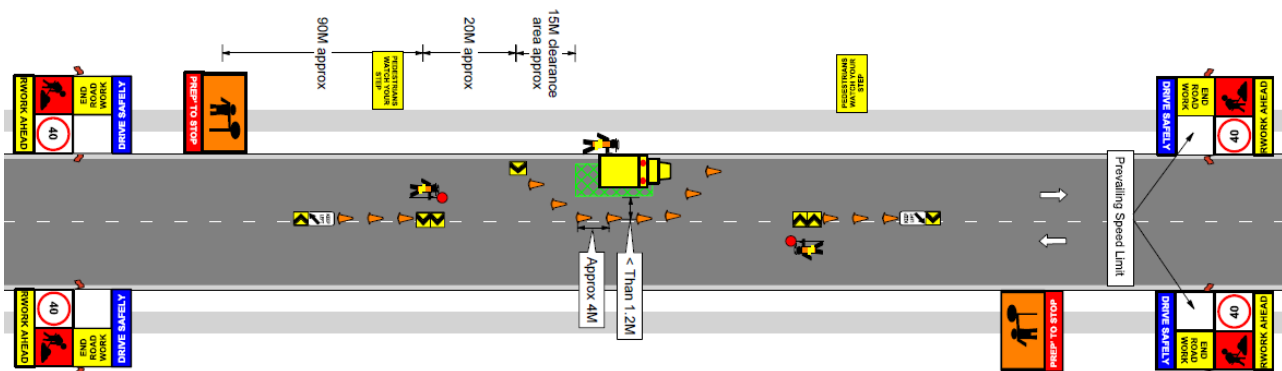 90M approx
20M approx
15M clearance
area approx
PEDESTRIANS
WATCH YOUR
STEP
PEDESTRIANS
WATCH YOUR
STEP
RWORK AHEAD
40
END
ROAD
WORK
DRIVE SAFELY
PREP' TO STOP
DRIVE SAFELY
END
ROAD
WORK
40
RWORK AHEAD
Prevailing Speed Limit
< Than 1.2M
Approx 4M
RWORK AHEAD
40
END
ROAD
WORK
DRIVE SAFELY
PREP' TO STOP
DRIVE SAFELY
40
END
ROAD
WORK
RWORK AHEAD